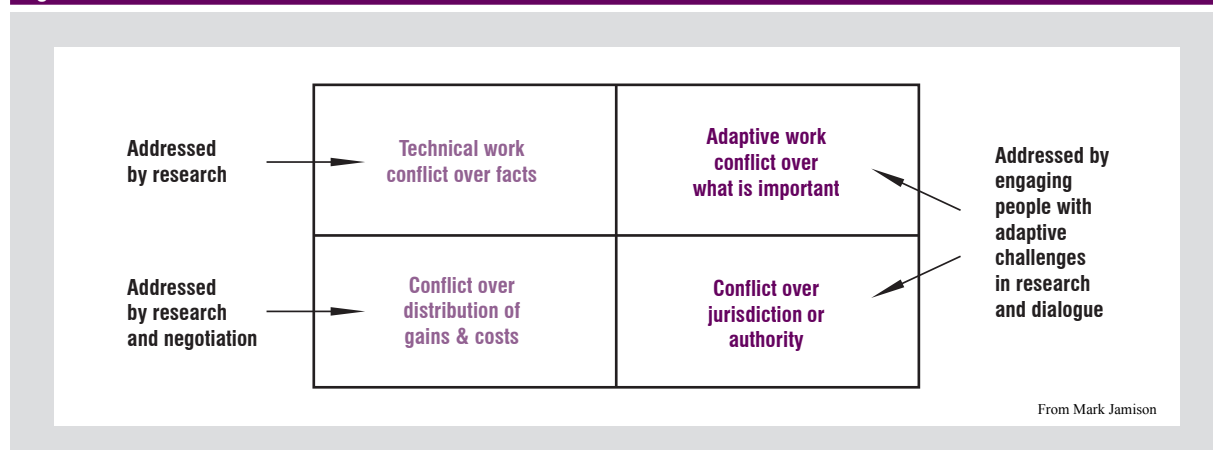 Addressed
by research
Technical work
conflict over facts
Adaptive work
conflict over
what is important
Addressed by
engaging
people with
adaptive
challenges
in research
and dialogue
Addressed
by research
and negotiation
Conflict over
distribution of
gains & costs
Conflict over
jurisdiction or
authority
From Mark Jamison